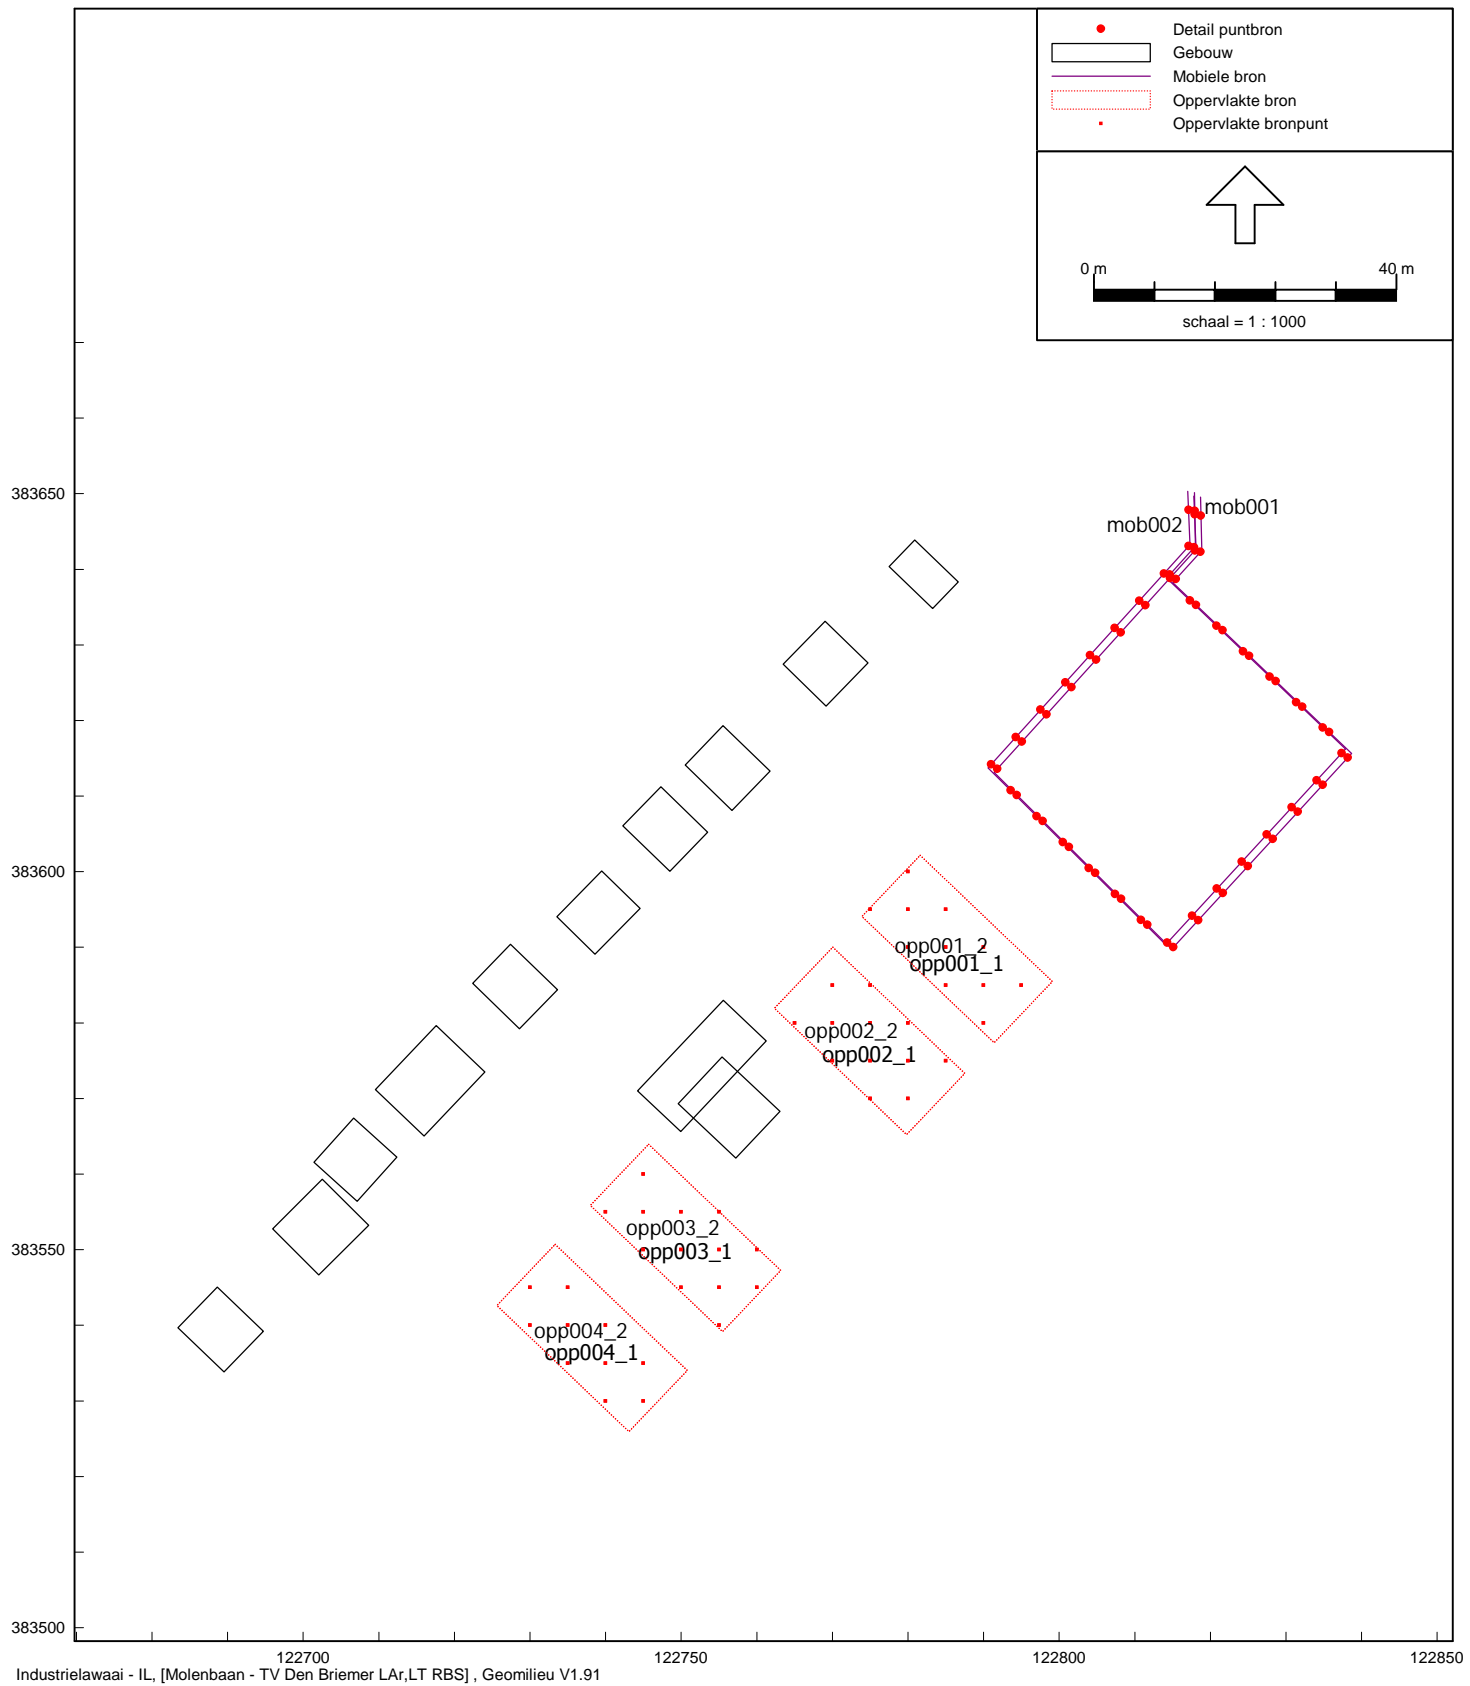 Detail puntbron
Gebouw
Mobiele bron
Oppervlakte bron
Oppervlakte bronpunt
0 m 40 m
schaal = 1 : 1000
383650
mob001
mob002
383600
opp001_2
opp001_1
opp002_2
opp002_1
opp003_2
opp003_1
383550
opp004_2
opp004_1
383500
122700 122750 122800 122850
Industrielawaai - IL, [Molenbaan - TV Den Briemer LAr,LT RBS] , Geomilieu V1.91